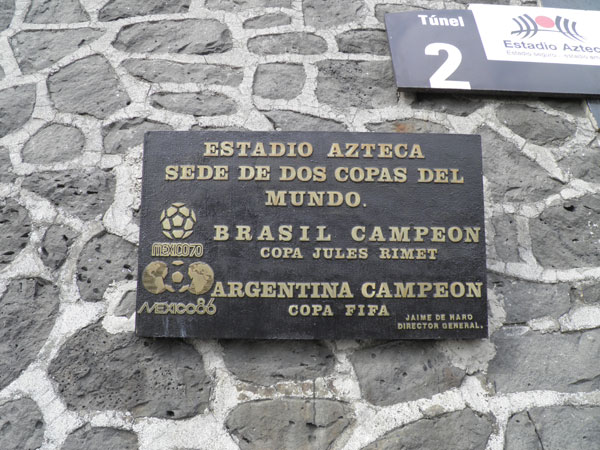 Túnel
2
Estadio Azteca
ESTADIO AZTECA
SEDE DE DOS COPAS DEL
MUNDO.
MEXICO70
BRASIL CAMPEON
COPA JULES RIMET
MEXICO86
ARGENTINA CAMPEON
COPA FIFA
JAIME DE HARO
DIRECTOR GENERAL.